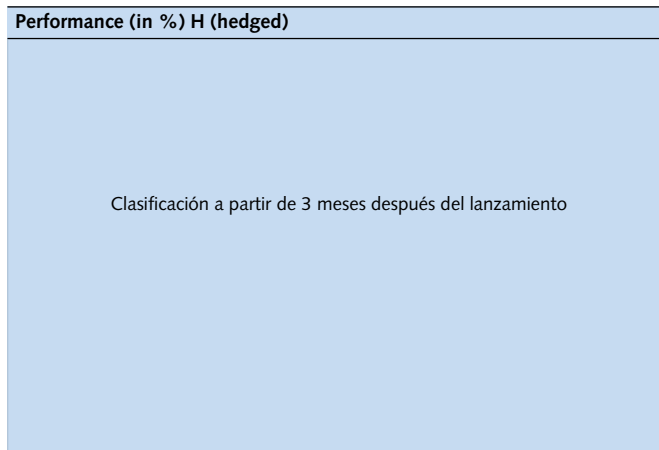 Performance (in %) H (hedged)
Clasificación a partir de 3 meses después del lanzamiento